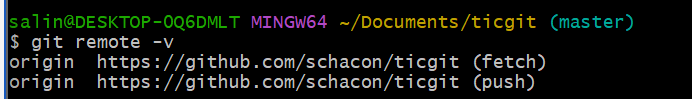 salin@DESKTOP-OQ6DMLT MINGW64 ~/Documents/ticgit (master)
$ git remote -v
origin  https://github.com/schacon/ticgit (fetch)
origin  https://github.com/schacon/ticgit (push)